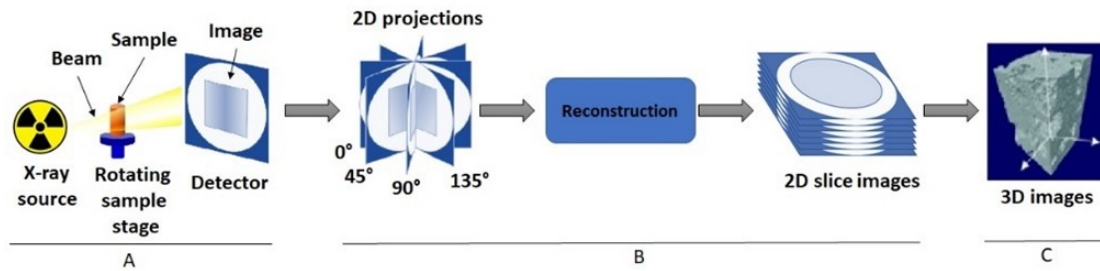 Beam
Sample
Image
X-ray
source
Rotating
sample
stage
Detector
A
2D projections
0°
45°
90°
135°
Reconstruction
2D slice images
B
3D images
C